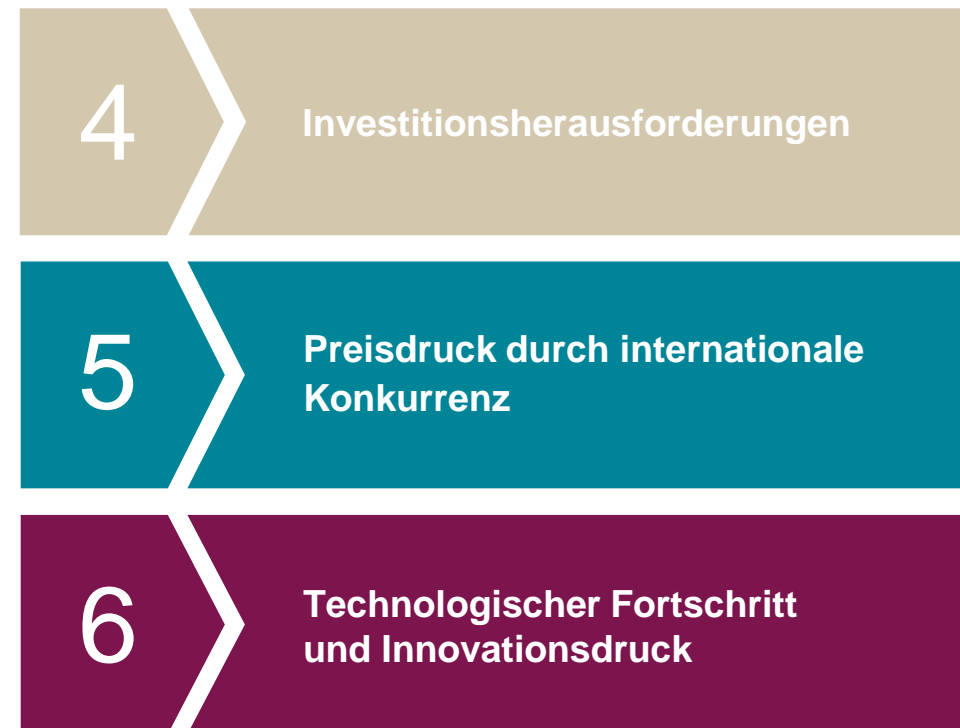 4
Investitionsherausforderungen
5
Preisdruck durch internationale
Konkurrenz
6
Technologischer Fortschritt
und Innovationsdruck